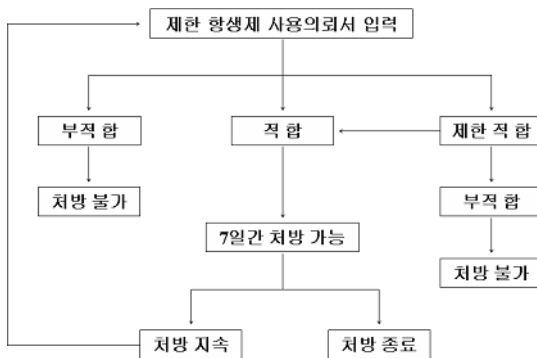 제한 항생제 사용의뢰서 입력
부적 합
적 합
제한 적 합
처방 불가
부적 합
7일간 처방 가능
처방 불가
처방 지속
처방 종료